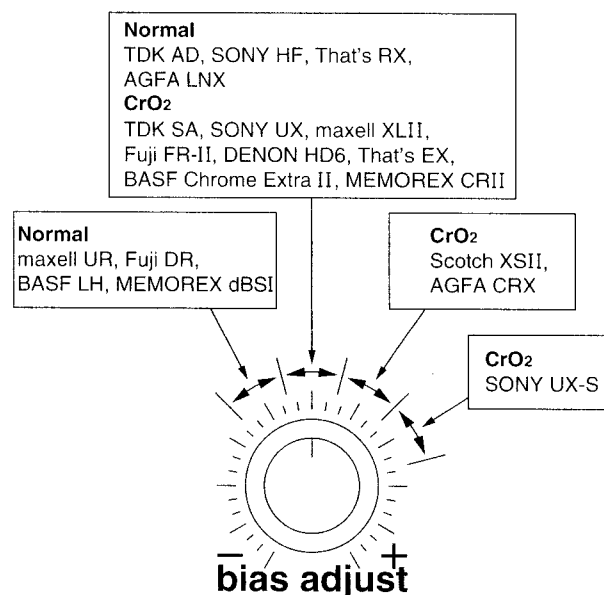 Normal
TDK AD, SONY HF, That's RX,
AGFA LNX
CrO2
TDK SA, SONY UX, maxell XLII,
Fuji FR-II, DENON HD6, That's EX,
BASF Chrome Extra II, MEMOREX CRII
Normal
maxell UR, Fuji DR,
BASF LH, MEMOREX dBSI
CrO2
Scotch XSII,
AGFA CRX
CrO2
SONY UX-S
− +
bias adjust